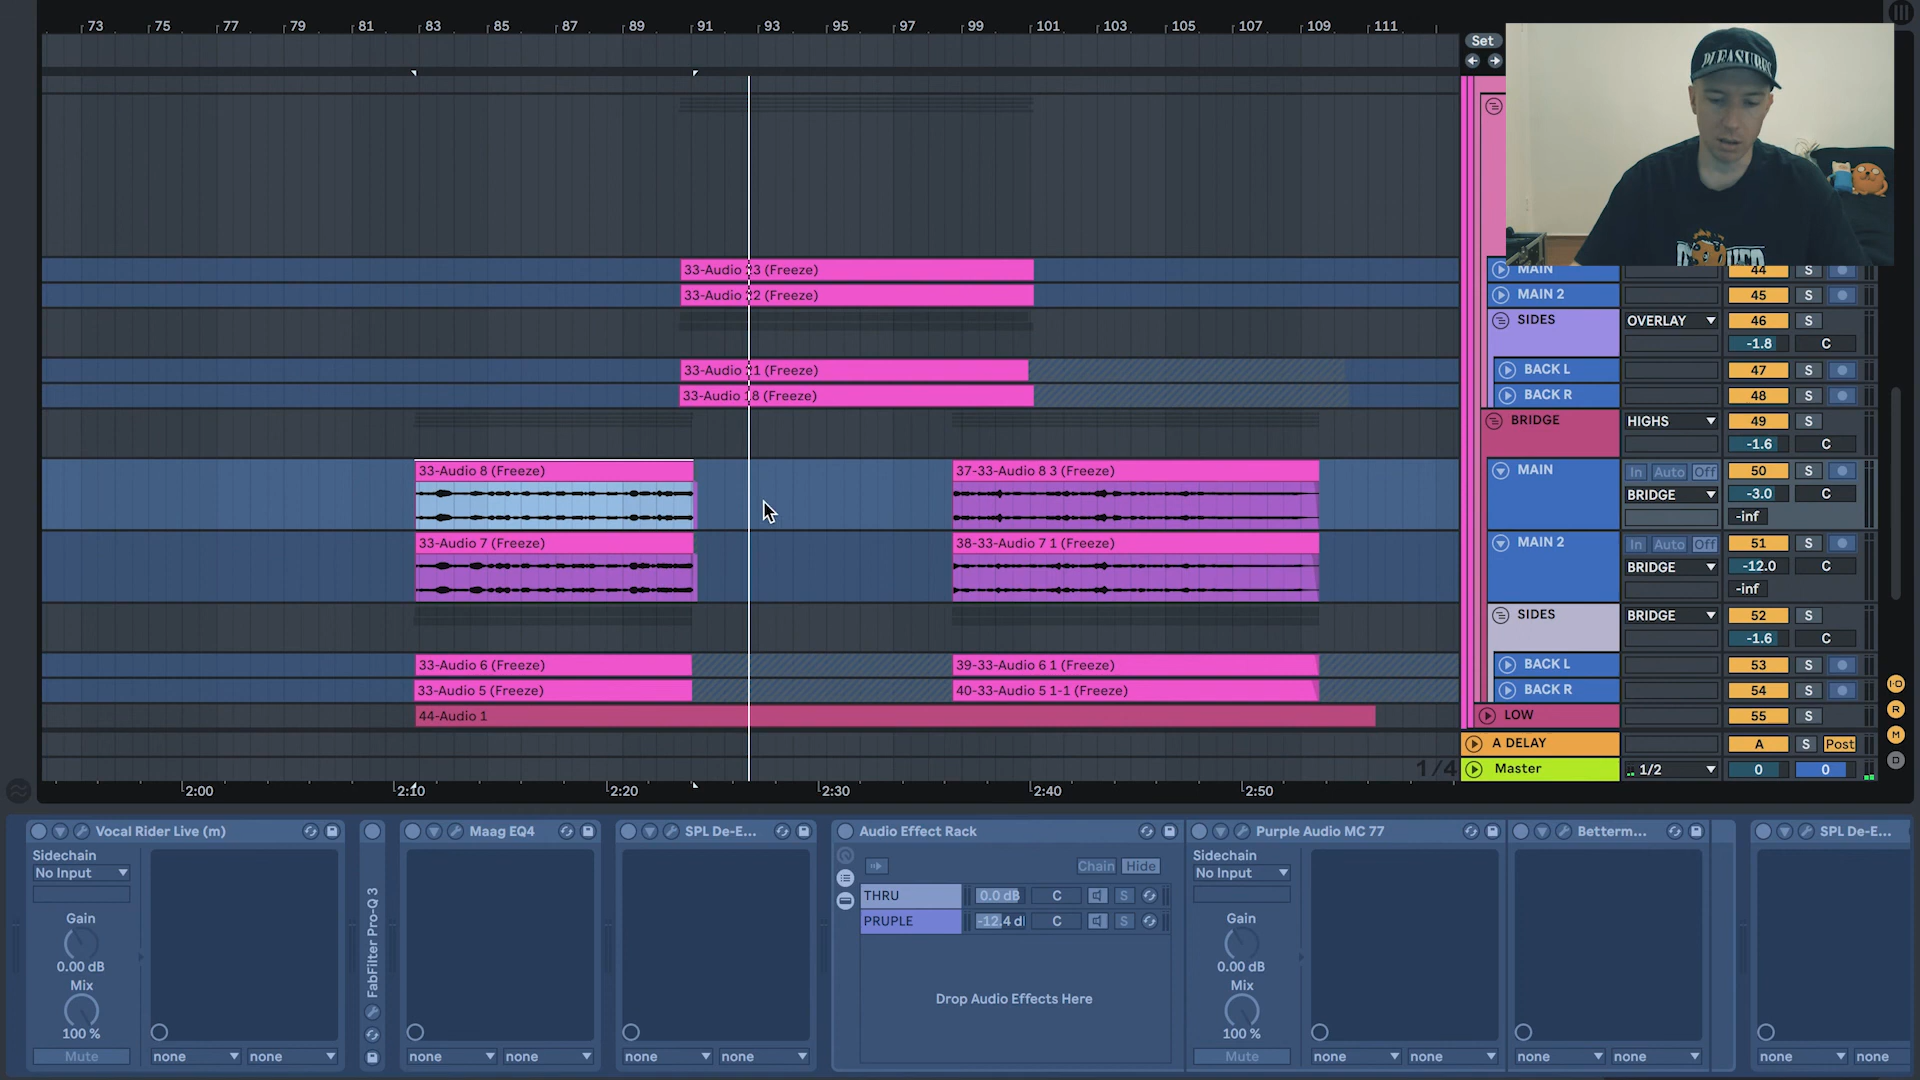 73 75 77 79 81 83 85 87 89 91 93 95 97 99 101 103 105 107 109 111
Set
PLEASURES
33-Audio 23 (Freeze)
MAIN 44 S
33-Audio 22 (Freeze)
MAIN 2 45 S
SIDES OVERLAY 46 S
-1.8 C
33-Audio 21 (Freeze)
BACK L 47 S
33-Audio 18 (Freeze)
BACK R 48 S
BRIDGE HIGHS 49 S
-1.6 C
33-Audio 8 (Freeze) 37-33-Audio 8 3 (Freeze)
MAIN In Auto Off 50 S
BRIDGE -3.0 C
-inf
33-Audio 7 (Freeze) 38-33-Audio 7 1 (Freeze)
MAIN 2 In Auto Off 51 S
BRIDGE -12.0 C
-inf
SIDES BRIDGE 52 S
-1.6 C
33-Audio 6 (Freeze) 39-33-Audio 6 1 (Freeze)
BACK L 53 S
33-Audio 5 (Freeze) 40-33-Audio 5 1-1 (Freeze)
BACK R 54 S
44-Audio 1
LOW 55 S
A DELAY A S Post
1/4 Master 1/2 0 0
I·O
R
M
D
2:00 2:10 2:20 2:30 2:40 2:50
Vocal Rider Live (m) Maag EQ4 SPL De-E... Audio Effect Rack Purple Audio MC 77 Betterm... SPL De-E...
Sidechain
No Input
Gain
0.00 dB
Mix
100 %
Mute
none none
FabFilter Pro-Q 3
none none
none none
Chain Hide
THRU 0.0 dB C S
PRUPLE -12.4 d C S
Drop Audio Effects Here
Sidechain
No Input
Gain
0.00 dB
Mix
100 %
Mute
none none
none none
none none